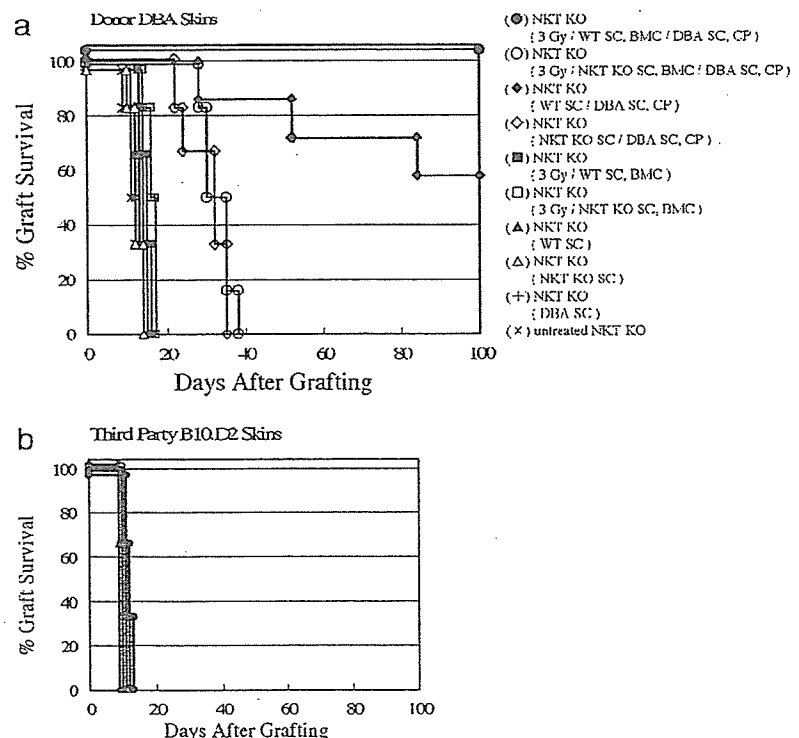 a
Donor DBA Skins
100
80
60
40
20
0
% Graft Survival
0 20 40 60 80 100
Days After Grafting
(●) NKT KO
( 3 Gy / WT SC, BMC / DBA SC, CP )
(○) NKT KO
( 3 Gy / NKT KO SC, BMC / DBA SC, CP )
(◆) NKT KO
( WT SC / DBA SC, CP )
(◇) NKT KO
( NKT KO SC / DBA SC, CP )
(■) NKT KO
( 3 Gy / WT SC, BMC )
(□) NKT KO
( 3 Gy / NKT KO SC, BMC )
(▲) NKT KO
( WT SC )
(△) NKT KO
( NKT KO SC )
(+) NKT KO
( DBA SC )
(×) untreated NKT KO
b
Third Party B10.D2 Skins
100
80
60
40
20
0
% Graft Survival
0 20 40 60 80 100
Days After Grafting